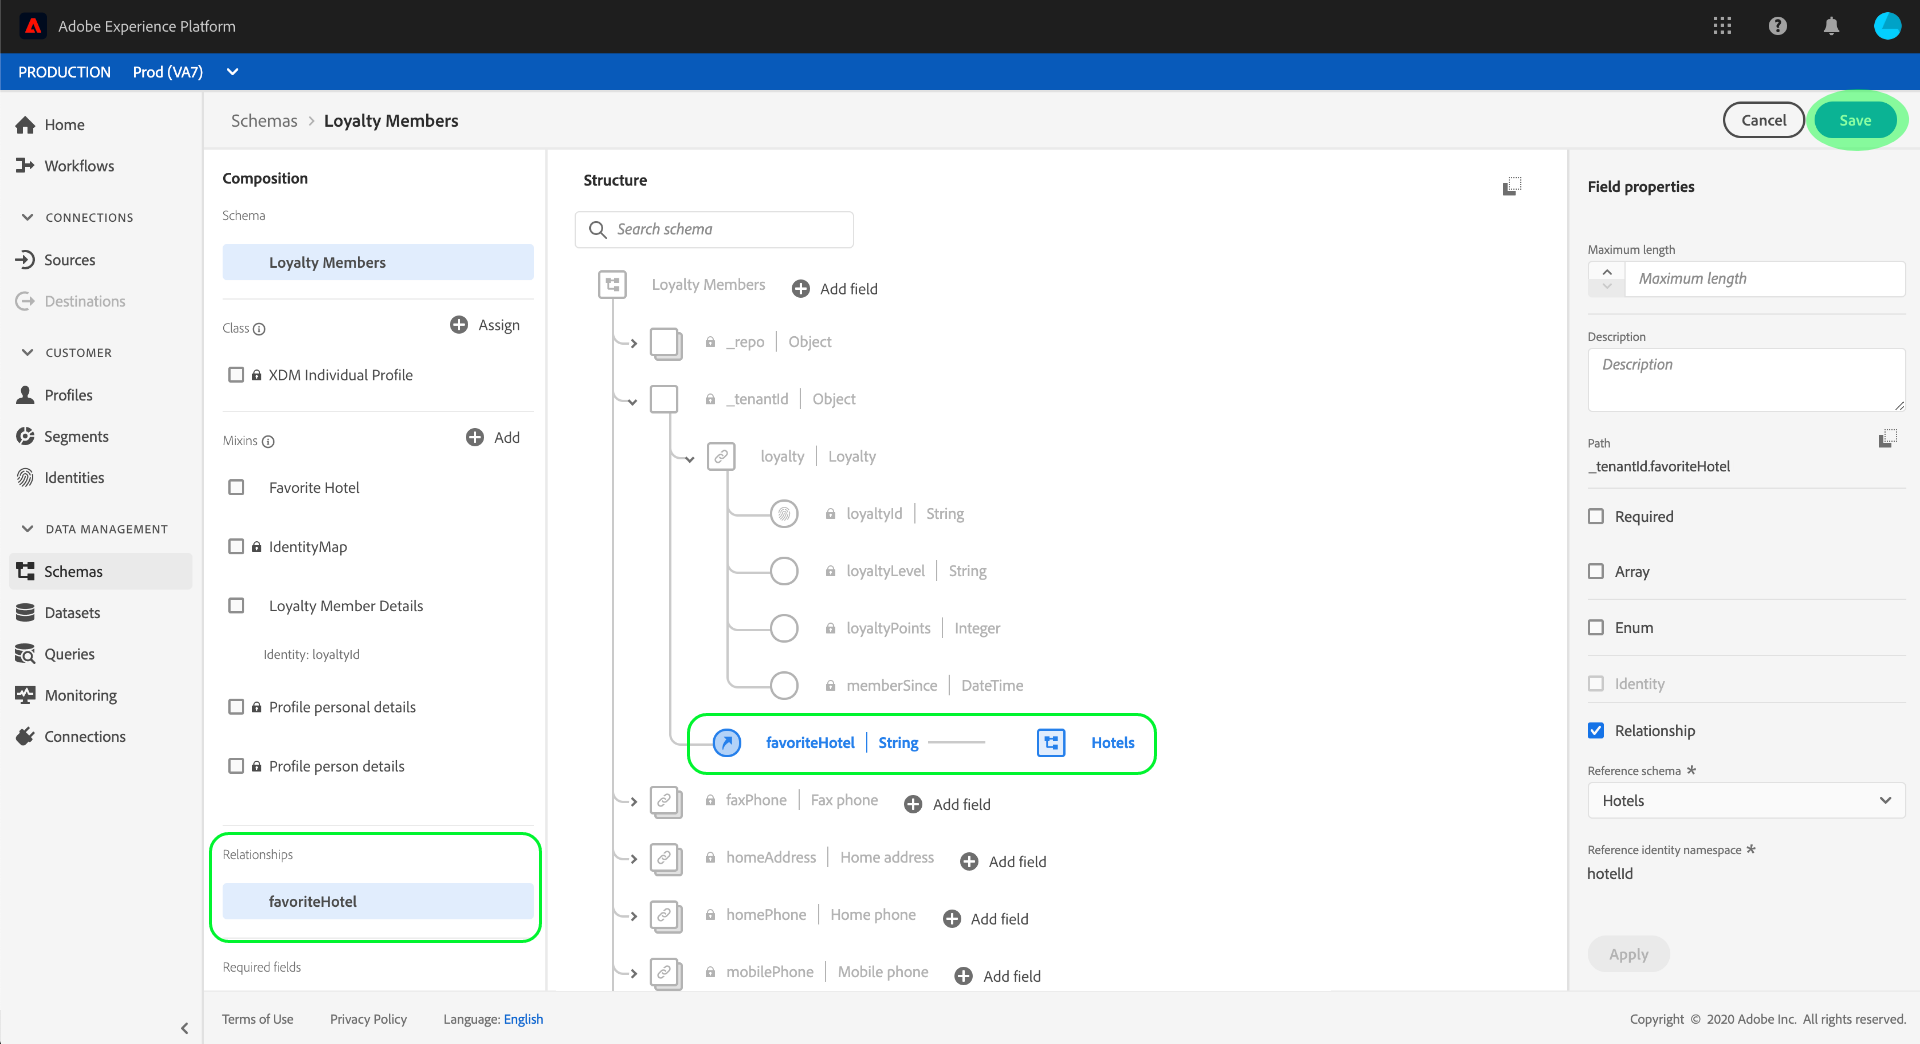 Adobe Experience Platform
PRODUCTION Prod (VA7)
Home
Workflows
CONNECTIONS
Sources
Destinations
CUSTOMER
Profiles
Segments
Identities
DATA MANAGEMENT
Schemas
Datasets
Queries
Monitoring
Connections
Schemas > Loyalty Members
Cancel
Save
Composition
Schema
Loyalty Members
Class
Assign
XDM Individual Profile
Mixins
Add
Favorite Hotel
IdentityMap
Loyalty Member Details
Identity: loyaltyId
Profile personal details
Profile person details
Relationships
favoriteHotel
Required fields
Structure
Search schema
Loyalty Members Add field
_repo | Object
_tenantId | Object
loyalty | Loyalty
loyaltyId | String
loyaltyLevel | String
loyaltyPoints | Integer
memberSince | DateTime
favoriteHotel | String Hotels
faxPhone | Fax phone Add field
homeAddress | Home address Add field
homePhone | Home phone Add field
mobilePhone | Mobile phone Add field
Field properties
Maximum length
Maximum length
Description
Description
Path
_tenantId.favoriteHotel
Required
Array
Enum
Identity
Relationship
Reference schema *
Hotels
Reference identity namespace *
hotelId
Apply
Terms of Use Privacy Policy Language: English
Copyright © 2020 Adobe Inc. All rights reserved.